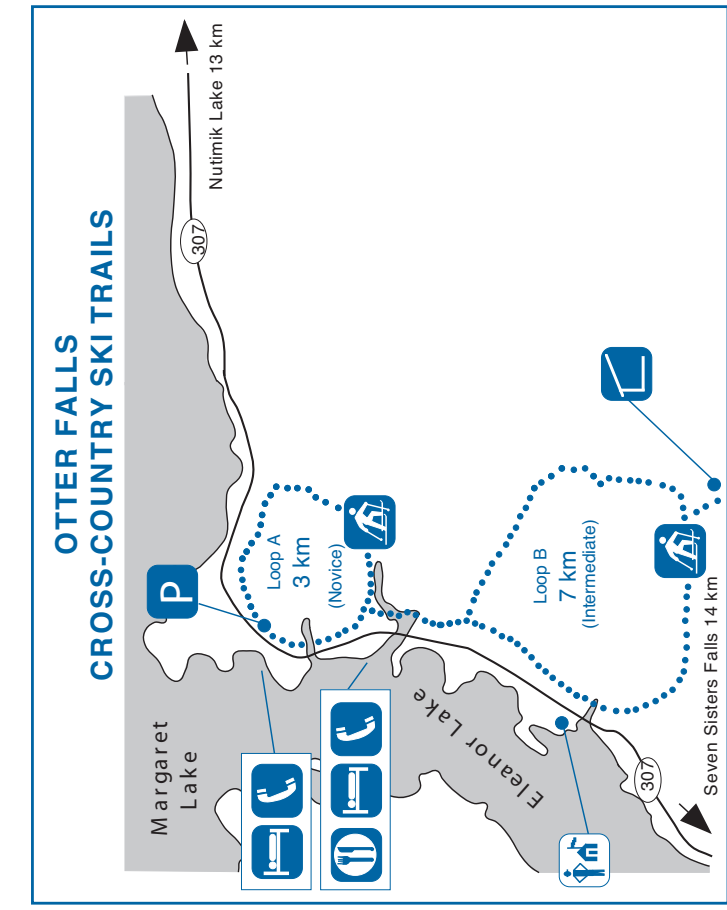 OTTER FALLS
CROSS-COUNTRY SKI TRAILS
Nutimik Lake 13 km
307
P
Loop A
3 km
(Novice)
Margaret
Lake
Eleanor Lake
Loop B
7 km
(Intermediate)
307
Seven Sisters Falls 14 km